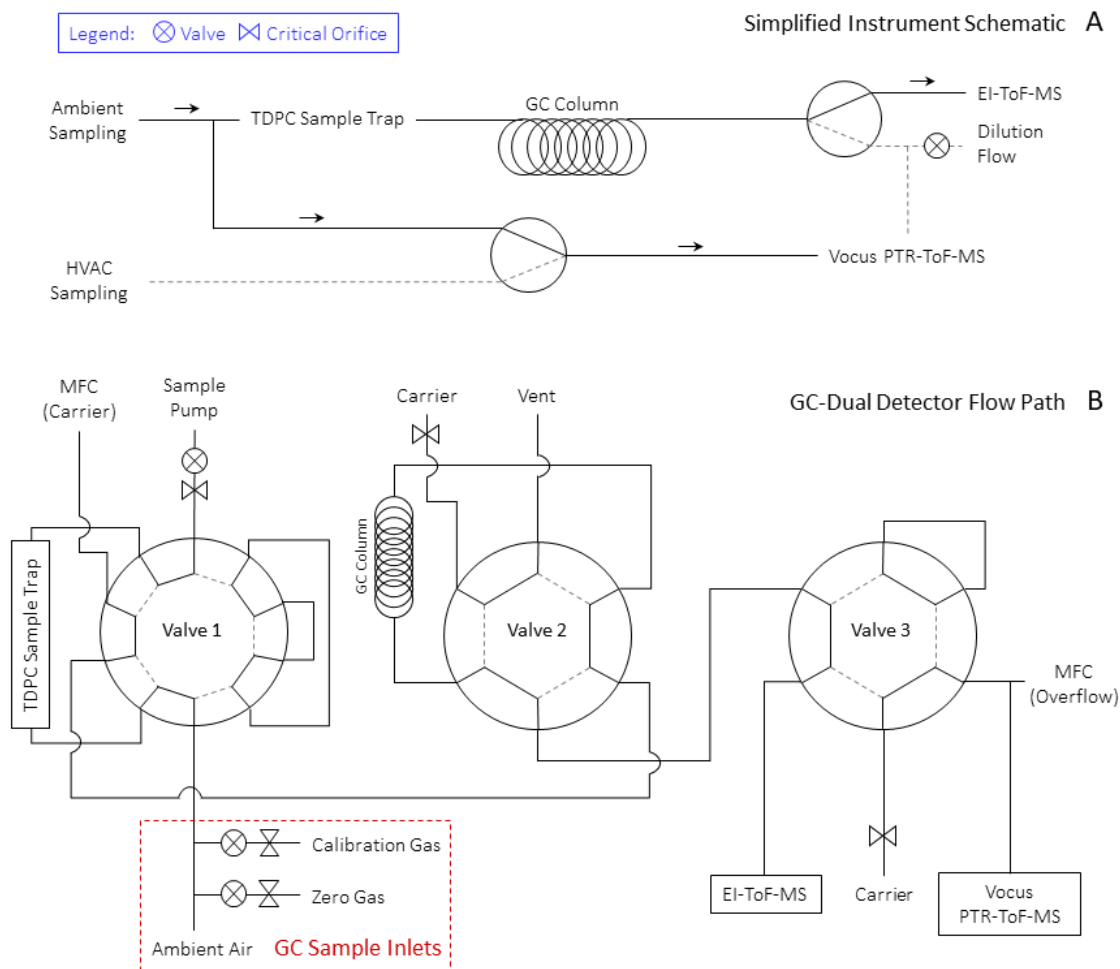 Simplified Instrument Schematic A
Legend: Valve Critical Orifice
Ambient
Sampling
TDPC Sample Trap
GC Column
EI-ToF-MS
Dilution
Flow
HVAC
Sampling
Vocus PTR-ToF-MS
GC-Dual Detector Flow Path B
MFC
(Carrier)
Sample
Pump
Carrier
Vent
TDPC Sample Trap
Valve 1
GC Column
Valve 2
Valve 3
MFC
(Overflow)
Calibration Gas
Zero Gas
Ambient Air
GC Sample Inlets
EI-ToF-MS
Carrier
Vocus
PTR-ToF-MS